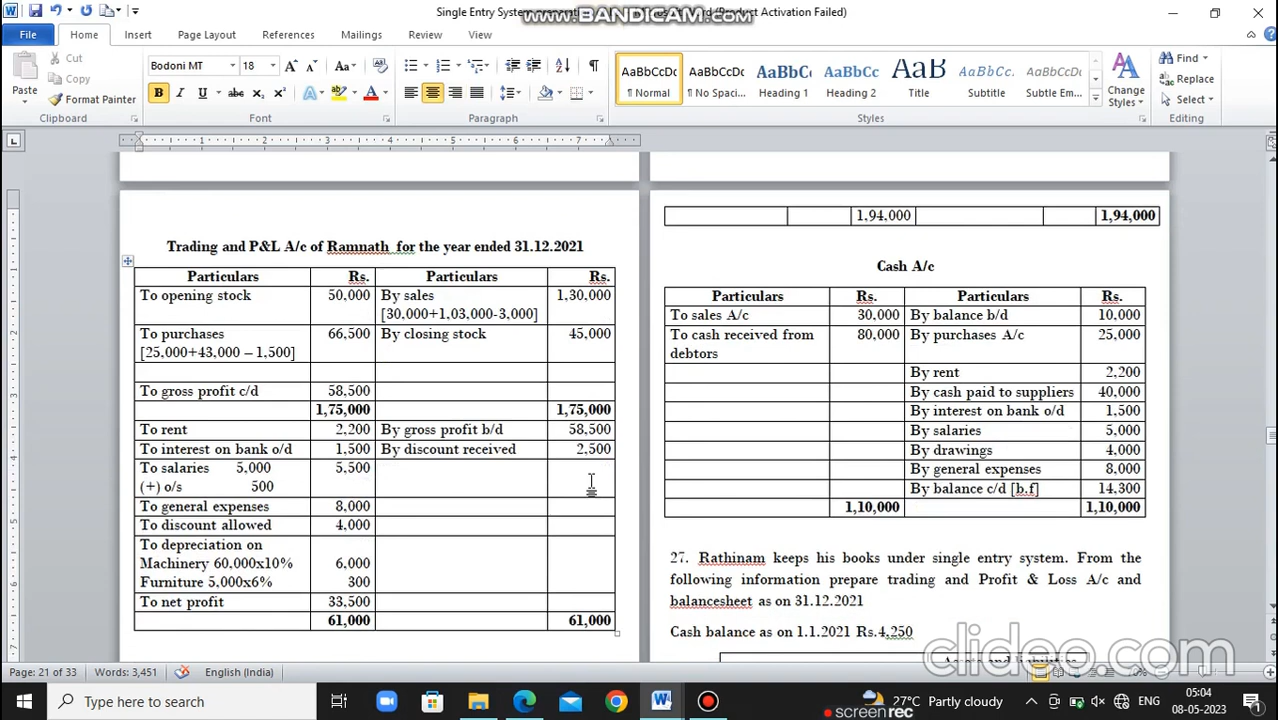 Single Entry System
(Product Activation Failed)
www.BANDICAM.com
File Home Insert Page Layout References Mailings Review View
Paste
Cut
Copy
Format Painter
Clipboard
Bodoni MT 18
Font
Paragraph
AaBbCcDc AaBbCcDc AaBbC AaBbCc AaB AaBbCcL AaBbCcDt
¶ Normal ¶ No Spaci... Heading 1 Heading 2 Title Subtitle Subtle Em...
Styles
Change Styles
Find
Replace
Select
Editing
Trading and P&L A/c of Ramnath for the year ended 31.12.2021
Particulars Rs. Particulars Rs.
To opening stock 50,000 By sales 1,30,000
[30,000+1,03,000-3,000]
To purchases 66,500 By closing stock 45,000
[25,000+43,000 – 1,500]
To gross profit c/d 58,500
1,75,000 1,75,000
To rent 2,200 By gross profit b/d 58,500
To interest on bank o/d 1,500 By discount received 2,500
To salaries 5,000 5,500
(+) o/s 500
To general expenses 8,000
To discount allowed 4,000
To depreciation on
Machinery 60,000x10% 6,000
Furniture 5,000x6% 300
To net profit 33,500
61,000 61,000
1,94,000 1,94,000
Cash A/c
Particulars Rs. Particulars Rs.
To sales A/c 30,000 By balance b/d 10,000
To cash received from 80,000 By purchases A/c 25,000
debtors
By rent 2,200
By cash paid to suppliers 40,000
By interest on bank o/d 1,500
By salaries 5,000
By drawings 4,000
By general expenses 8,000
By balance c/d [b.f] 14,300
1,10,000 1,10,000
27. Rathinam keeps his books under single entry system. From the
following information prepare trading and Profit & Loss A/c and
balancesheet as on 31.12.2021
Cash balance as on 1.1.2021 Rs.4,250
clideo.com
Page: 21 of 33 Words: 3,451 English (India)
Type here to search
27°C Partly cloudy ENG 05:04
08-05-2023
screen rec